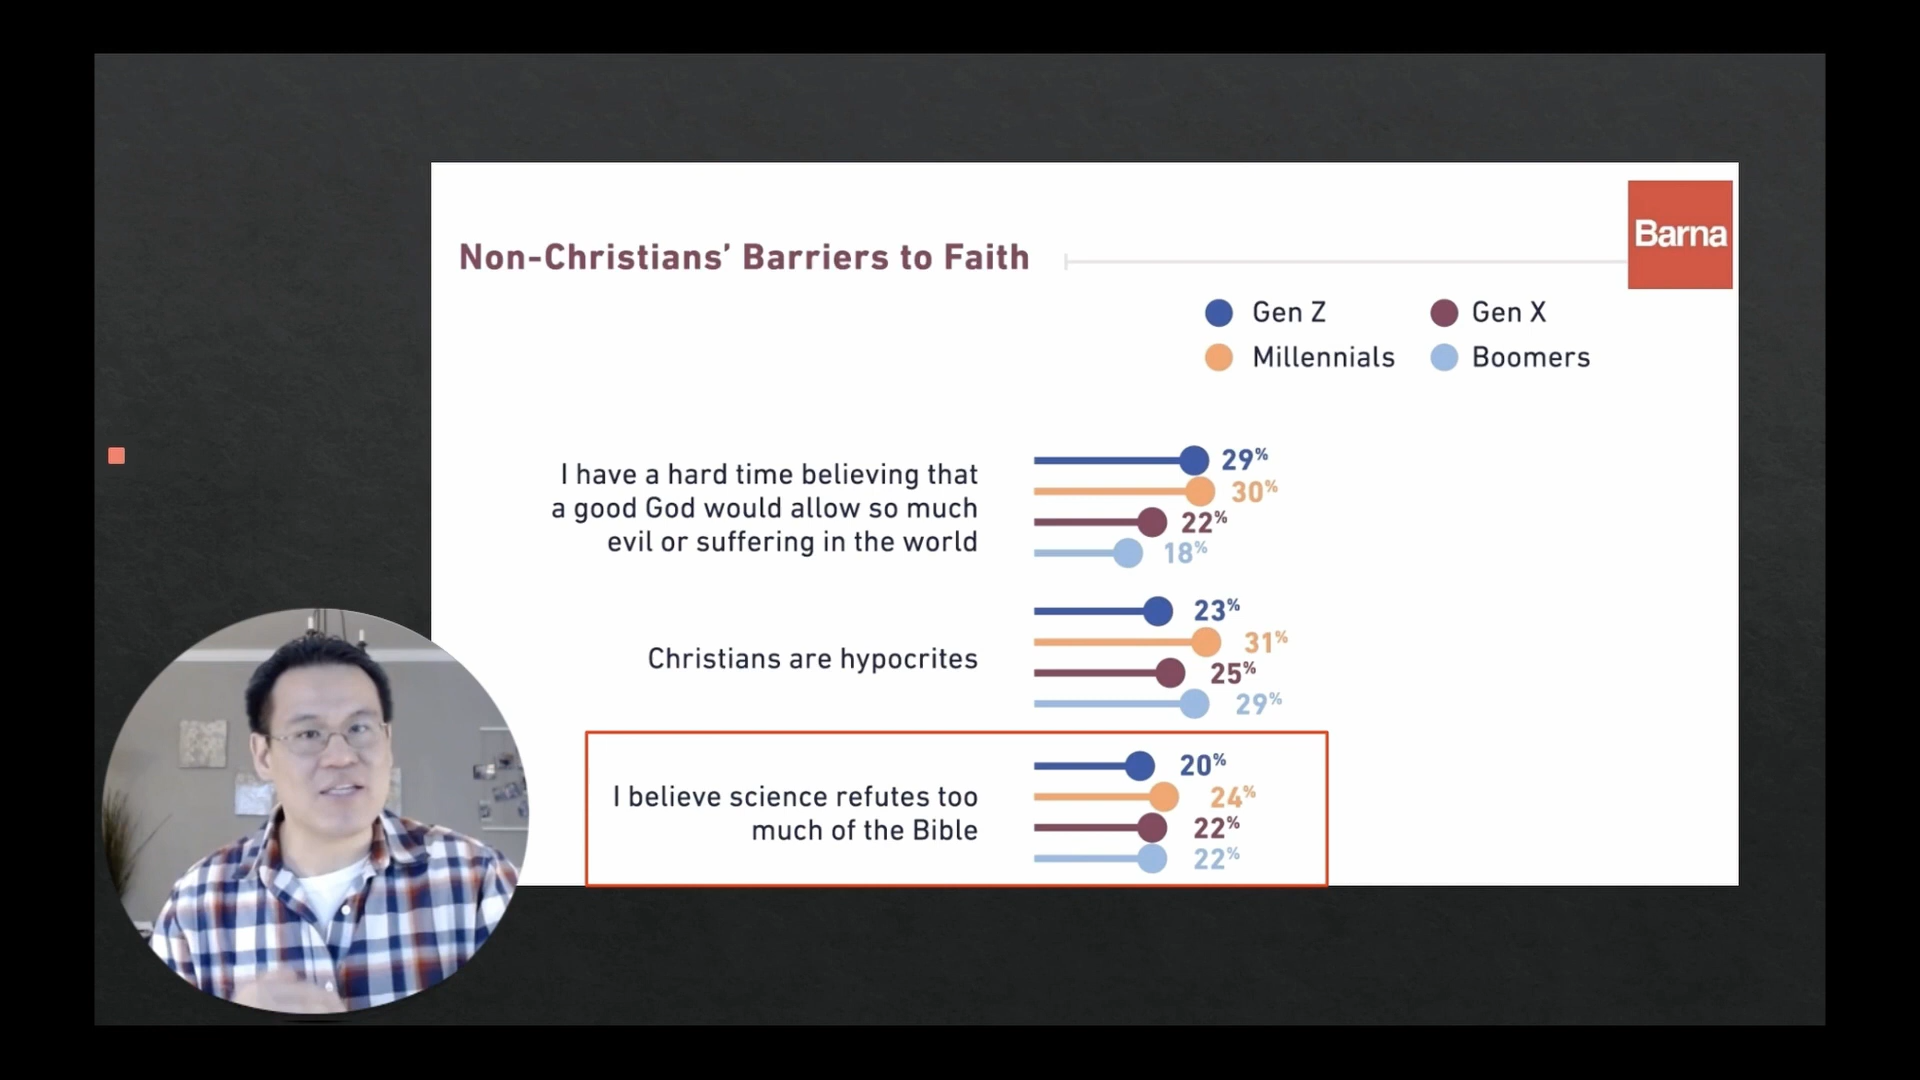 Barna
Non-Christians’ Barriers to Faith
Gen Z
Gen X
Millennials
Boomers
I have a hard time believing that
a good God would allow so much
evil or suffering in the world
29%
30%
22%
18%
Christians are hypocrites
23%
31%
25%
29%
I believe science refutes too
much of the Bible
20%
24%
22%
22%